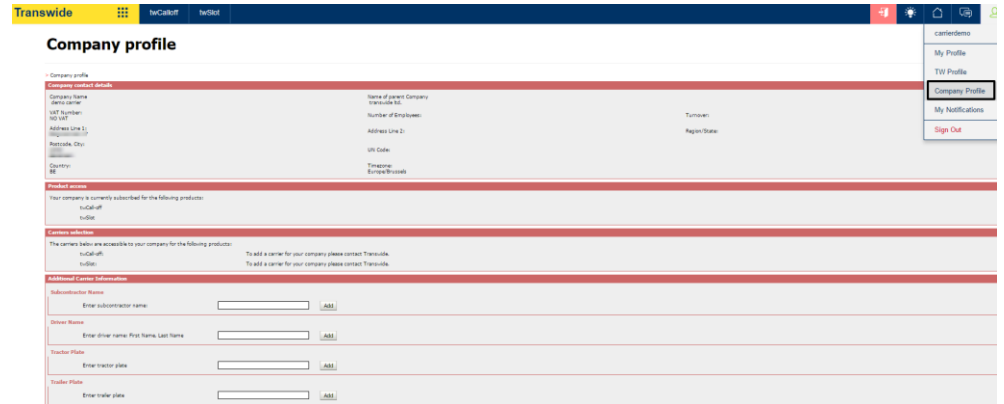 Transwide twCalloff twSlot
carrierdemo
My Profile
TW Profile
Company Profile
My Notifications
Sign Out
Company profile
Company profile
Company contact details
Company Name
demo carrier
Name of parent Company
transwide ltd.
VAT Number:
NO VAT
Number of Employees:
Turnover:
Address Line 1:
Address Line 2:
Region/State:
Postcode, City:
UN Code:
Country:
BE
Timezone:
Europe/Brussels
Product access
Your company is currently subscribed for the following products:
twCall-off
twSlot
Carriers selection
The carriers below are accessible to your company for the following products:
twCall-off: To add a carrier for your company please contact Transwide.
twSlot: To add a carrier for your company please contact Transwide.
Additional Carrier Information
Subcontractor Name
Enter subcontractor name: Add
Driver Name
Enter driver name: First Name, Last Name Add
Tractor Plate
Enter tractor plate Add
Trailer Plate
Enter trailer plate Add